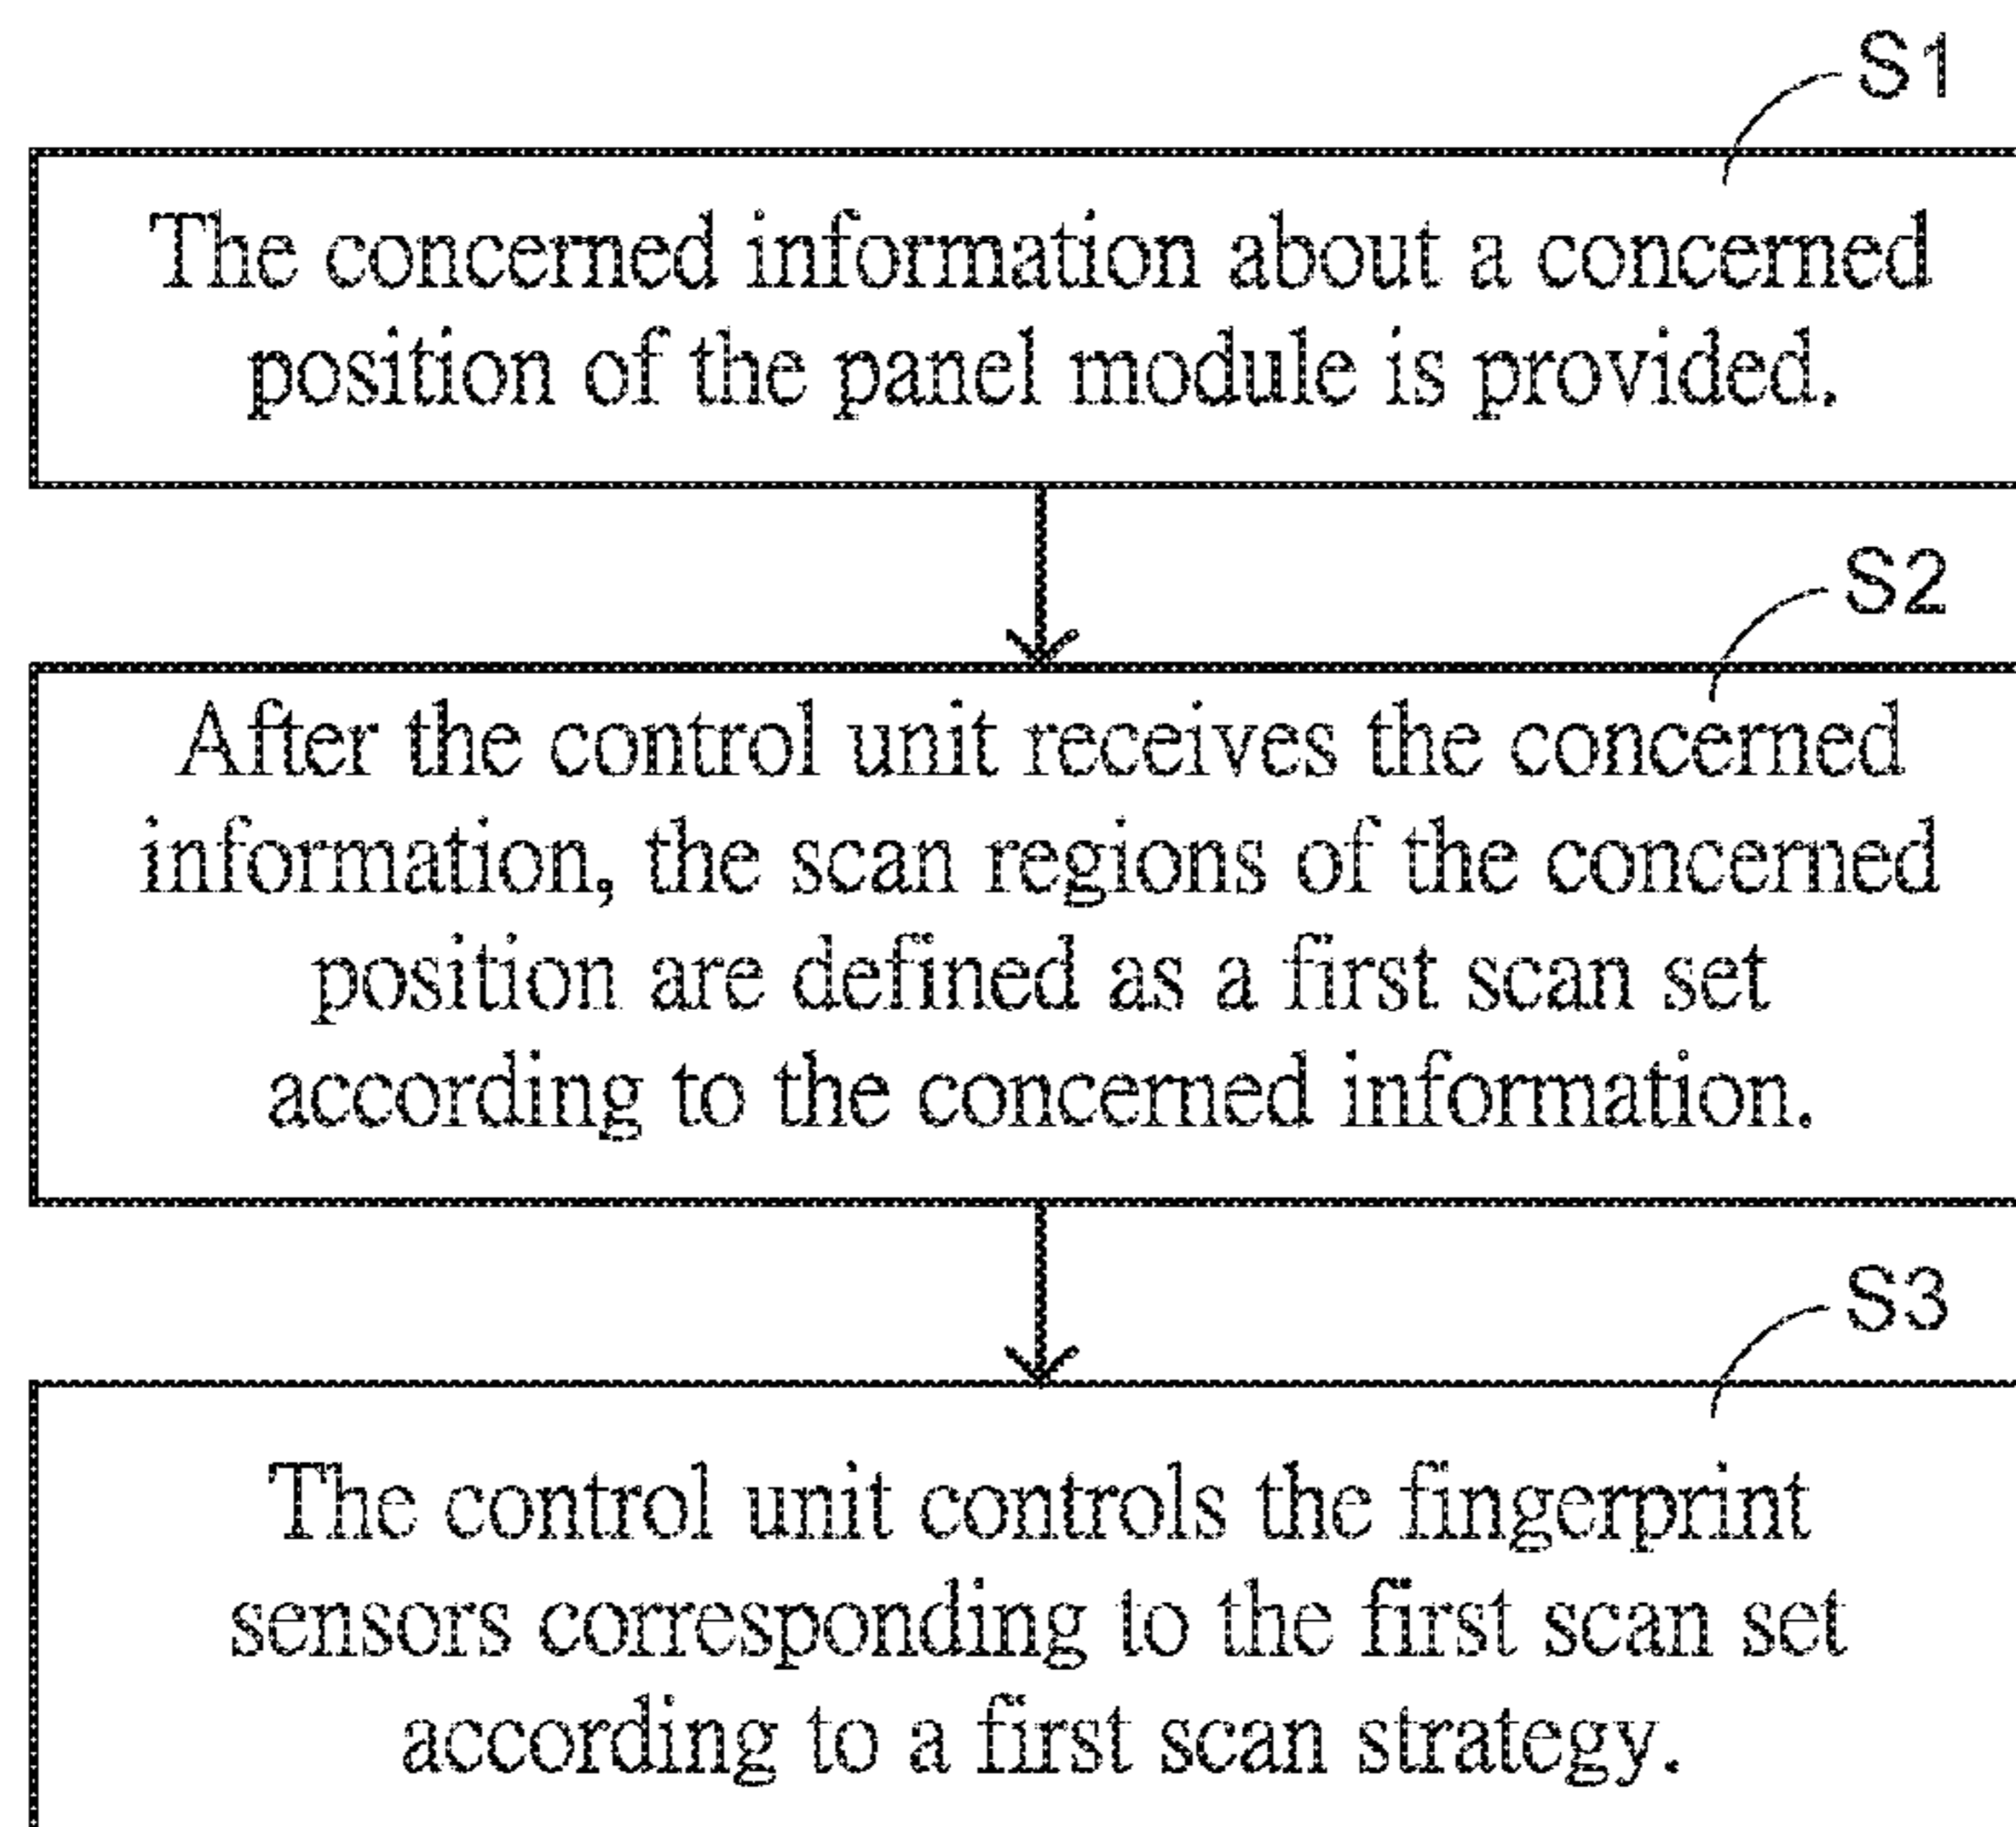 S1
The concerned information about a concerned
position of the panel module is provided.
S2
After the control unit receives the concerned
information, the scan regions of the concerned
position are defined as a first scan set
according to the concerned information.
S3
The control unit controls the fingerprint
sensors corresponding to the first scan set
according to a first scan strategy.